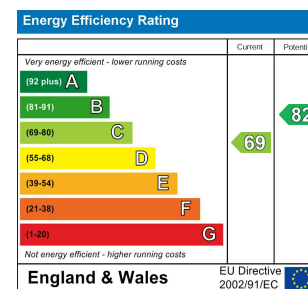 Energy Efficiency Rating
Current
Very energy efficient - lower running costs
(92 plus) A
(81-91) B
82
(69-80) C
69
(55-68) D
(39-54) E
(21-38) F
(1-20) G
Not energy efficient - higher running costs
England & Wales
EU Directive
2002/91/EC